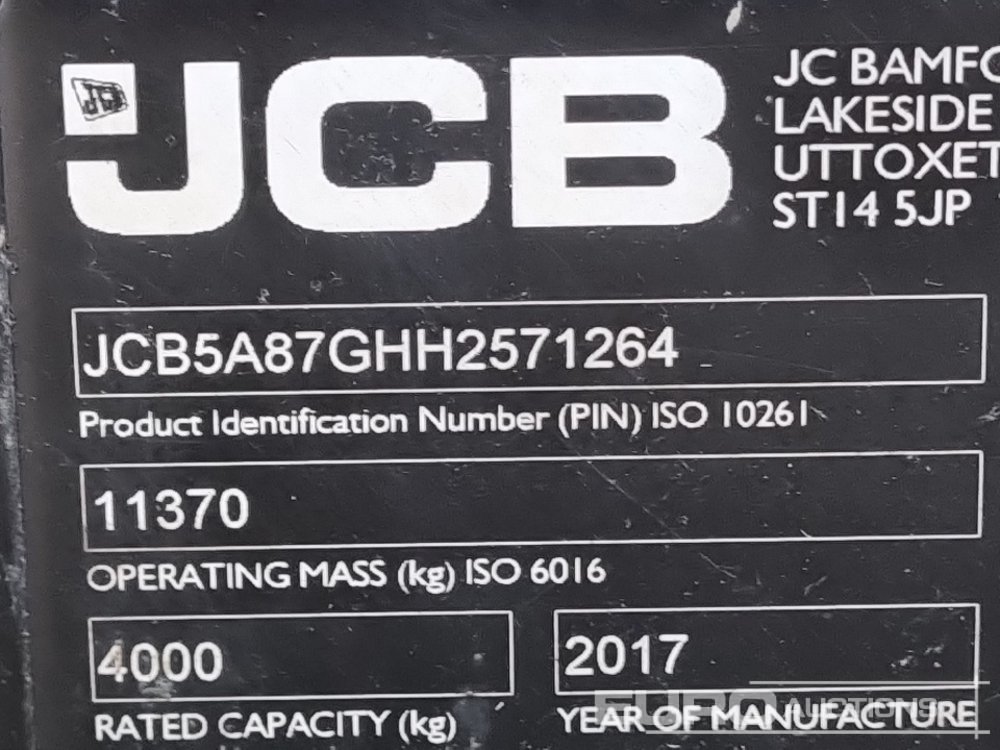 JCB
JCB
JC BAMFO
LAKESIDE
UTTOXET
ST14 5JP
JCB5A87GHH2571264
Product Identification Number (PIN) ISO 10261
11370
OPERATING MASS (kg) ISO 6016
4000
RATED CAPACITY (kg)
2017
YEAR OF MANUFACTURE
EURO AUCTIONS